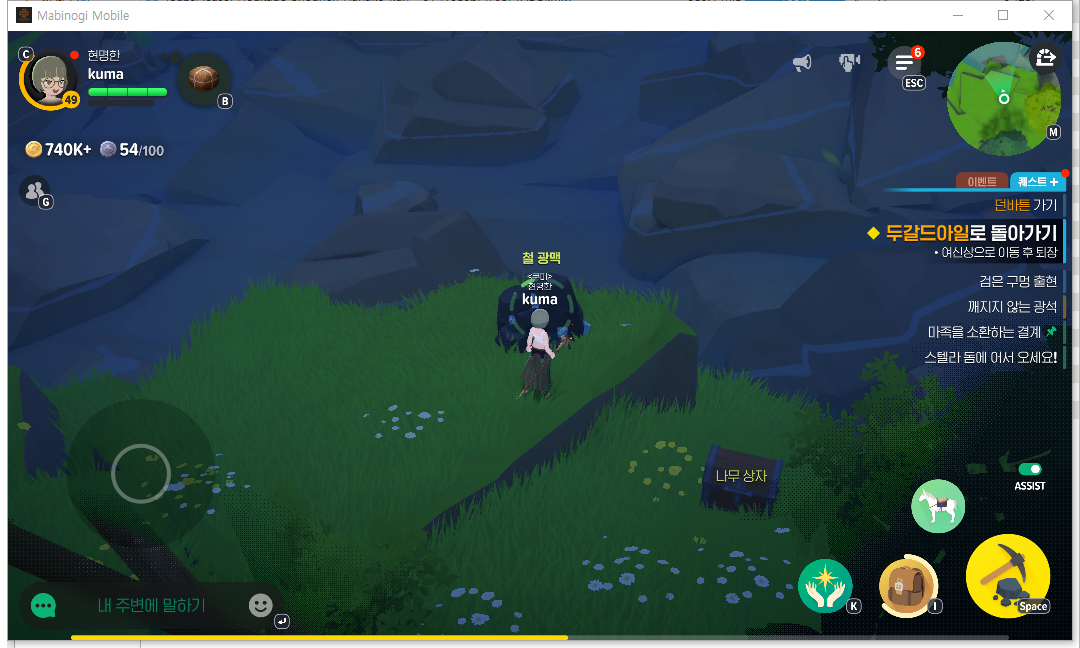 Mabinogi Mobile
C
현명한
kuma
49
B
740K+
54/100
G
6
ESC
M
이벤트
퀘스트 +
던바튼 가기
두갈드아일로 돌아가기
• 여신상으로 이동 후 퇴장
검은 구멍 출현
깨지지 않는 광석
마족을 소환하는 결계
스텔라 돔에 어서 오세요!
철 광맥
현명한
kuma
나무 상자
ASSIST
내 주변에 말하기
K
I
Space